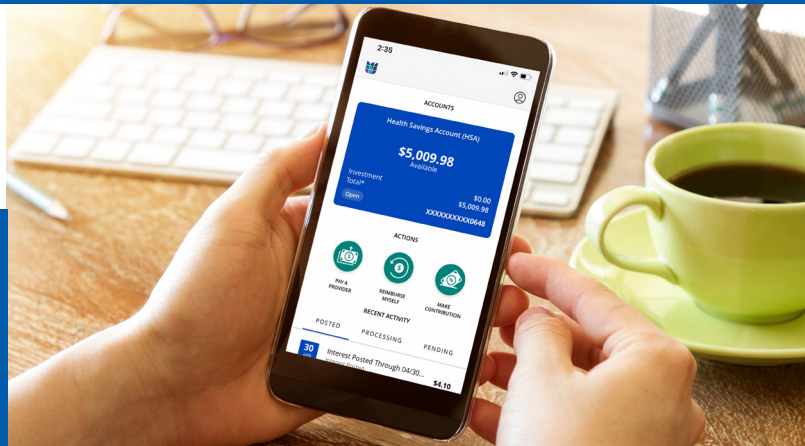 2:35
ACCOUNTS
Health Savings Account (HSA)
$5,009.98
Available
Investment $0.00
Total* $5,009.98
Open XXXXXXXXXX0648
ACTIONS
PAY A
PROVIDER
REIMBURSE
MYSELF
MAKE
CONTRIBUTION
RECENT ACTIVITY
POSTED PROCESSING PENDING
30 Interest Posted Through 04/30...
APR $4.10